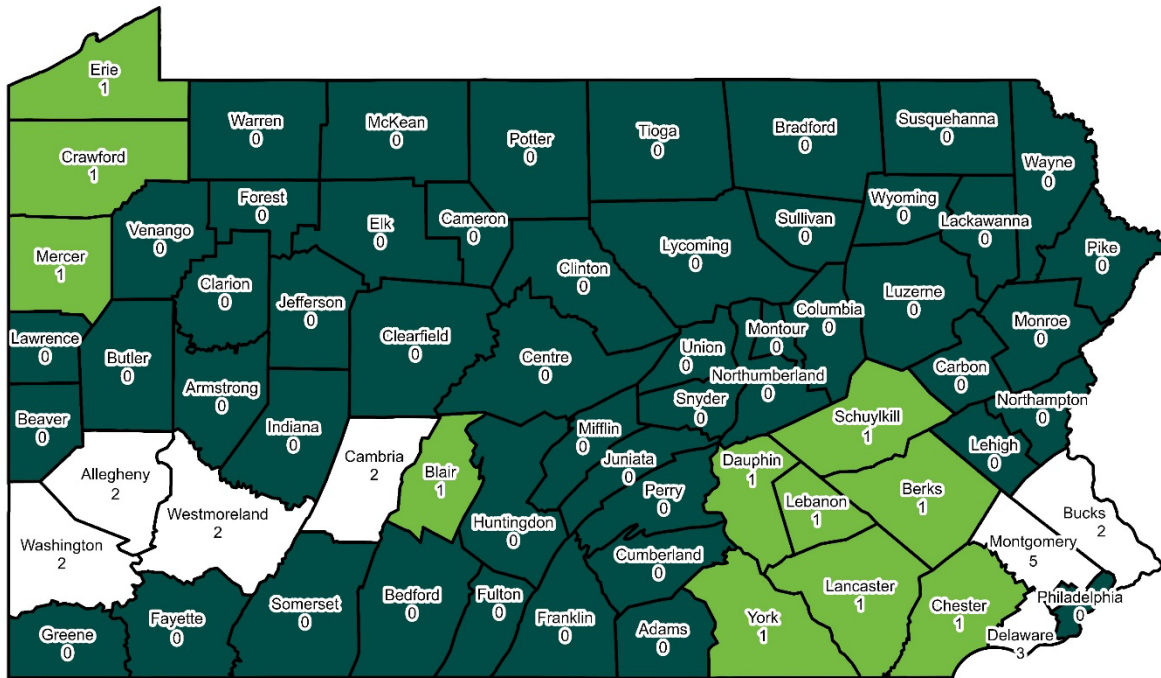 Erie
1
Warren
0
McKean
0
Potter
0
Tioga
0
Bradford
0
Susquehanna
0
Wayne
0
Crawford
1
Forest
0
Venango
0
Elk
0
Cameron
0
Sullivan
0
Wyoming
0
Lackawanna
0
Pike
0
Mercer
1
Clarion
0
Jefferson
0
Clinton
0
Lycoming
0
Columbia
0
Luzerne
0
Monroe
0
Lawrence
0
Butler
0
Clearfield
0
Centre
0
Union
0
Montour
0
Carbon
0
Armstrong
0
Northumberland
0
Snyder
0
Northampton
0
Beaver
0
Indiana
0
Mifflin
0
Schuylkill
1
Lehigh
0
Allegheny
2
Cambria
2
Blair
1
Juniata
0
Dauphin
1
Lebanon
1
Berks
1
Perry
0
Westmoreland
2
Huntingdon
0
Bucks
2
Washington
2
Cumberland
0
Montgomery
5
Greene
0
Fayette
0
Somerset
0
Bedford
0
Fulton
0
Franklin
0
Adams
0
York
1
Lancaster
1
Chester
1
Philadelphia
0
Delaware
3